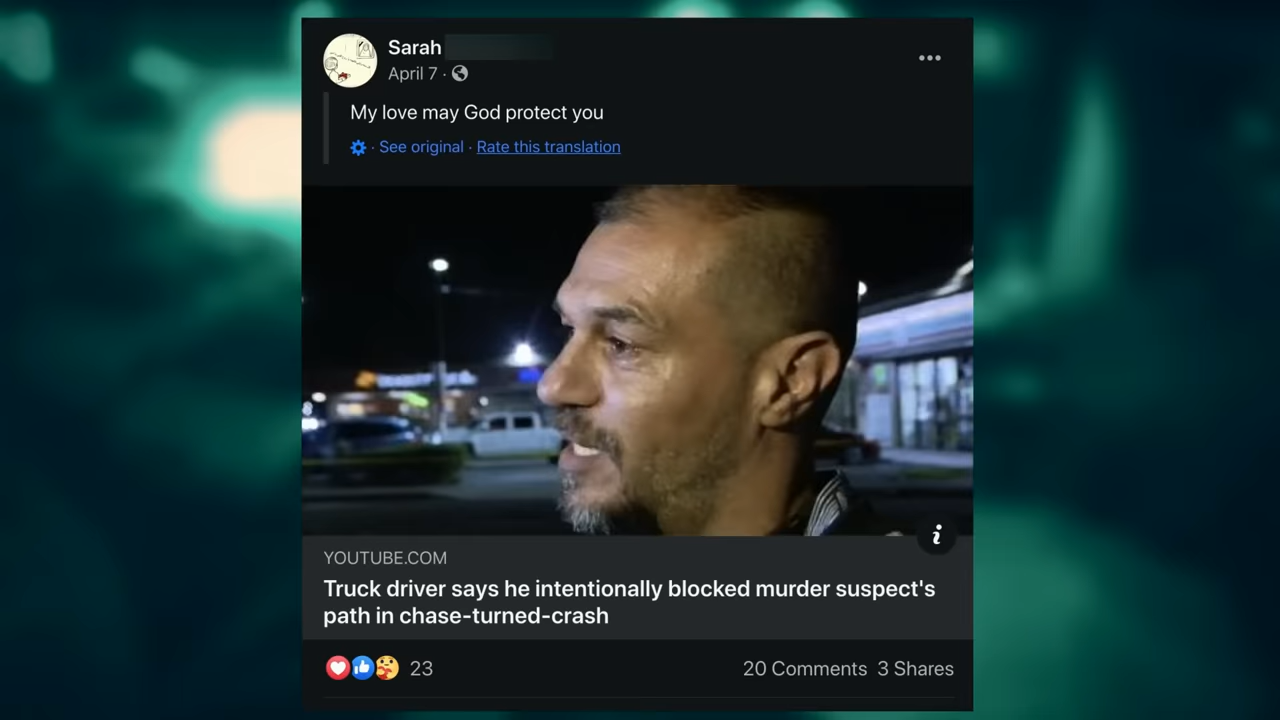 Sarah
April 7 ·
My love may God protect you
· See original · Rate this translation
YOUTUBE.COM
Truck driver says he intentionally blocked murder suspect's
path in chase-turned-crash
23
20 Comments 3 Shares